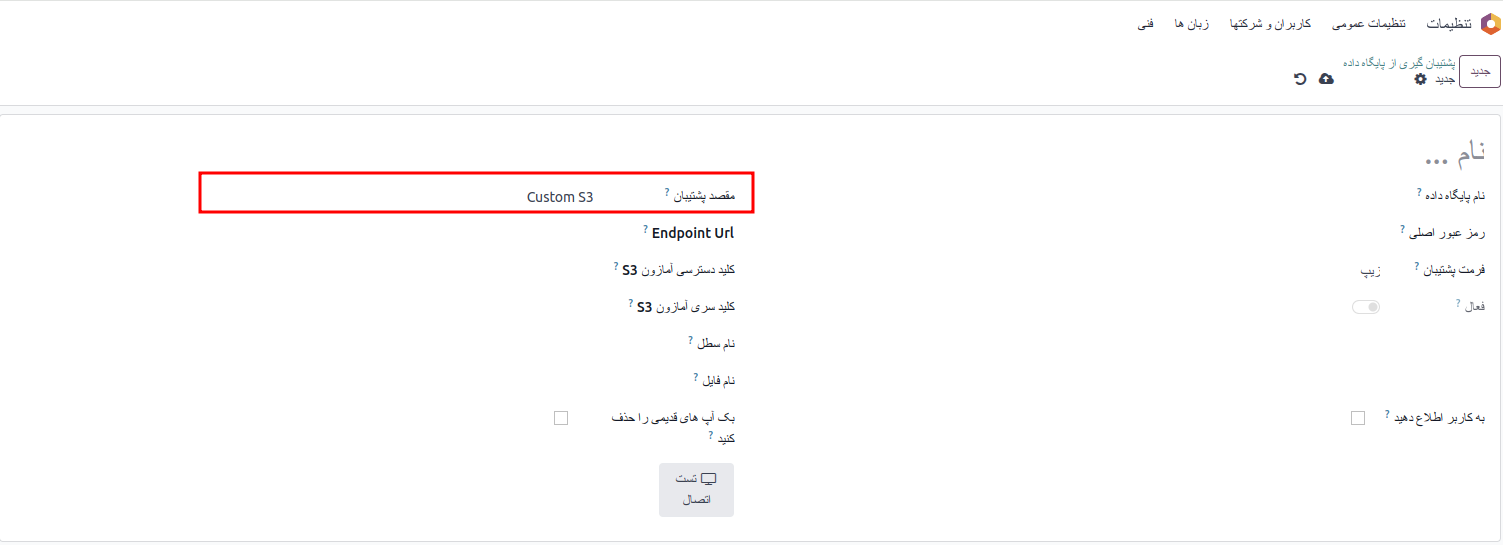 تنظیمات تنظیمات عمومی کاربران و شرکتها زبان ها فنی
جدید
پشتیبان گیری از پایگاه داده
جدید
نام ...
نام پایگاه داده ?
رمز عبور اصلی ?
فرمت پشتیبان ? زیپ
فعال ?
به کاربر اطلاع دهید ?
مقصد پشتیبان ? Custom S3
Endpoint Url ?
کلید دسترسی آمازون S3 ?
کلید سری آمازون S3 ?
نام سطل ?
نام فایل ?
بک آپ های قدیمی را حذف
کنید ?
تست
اتصال